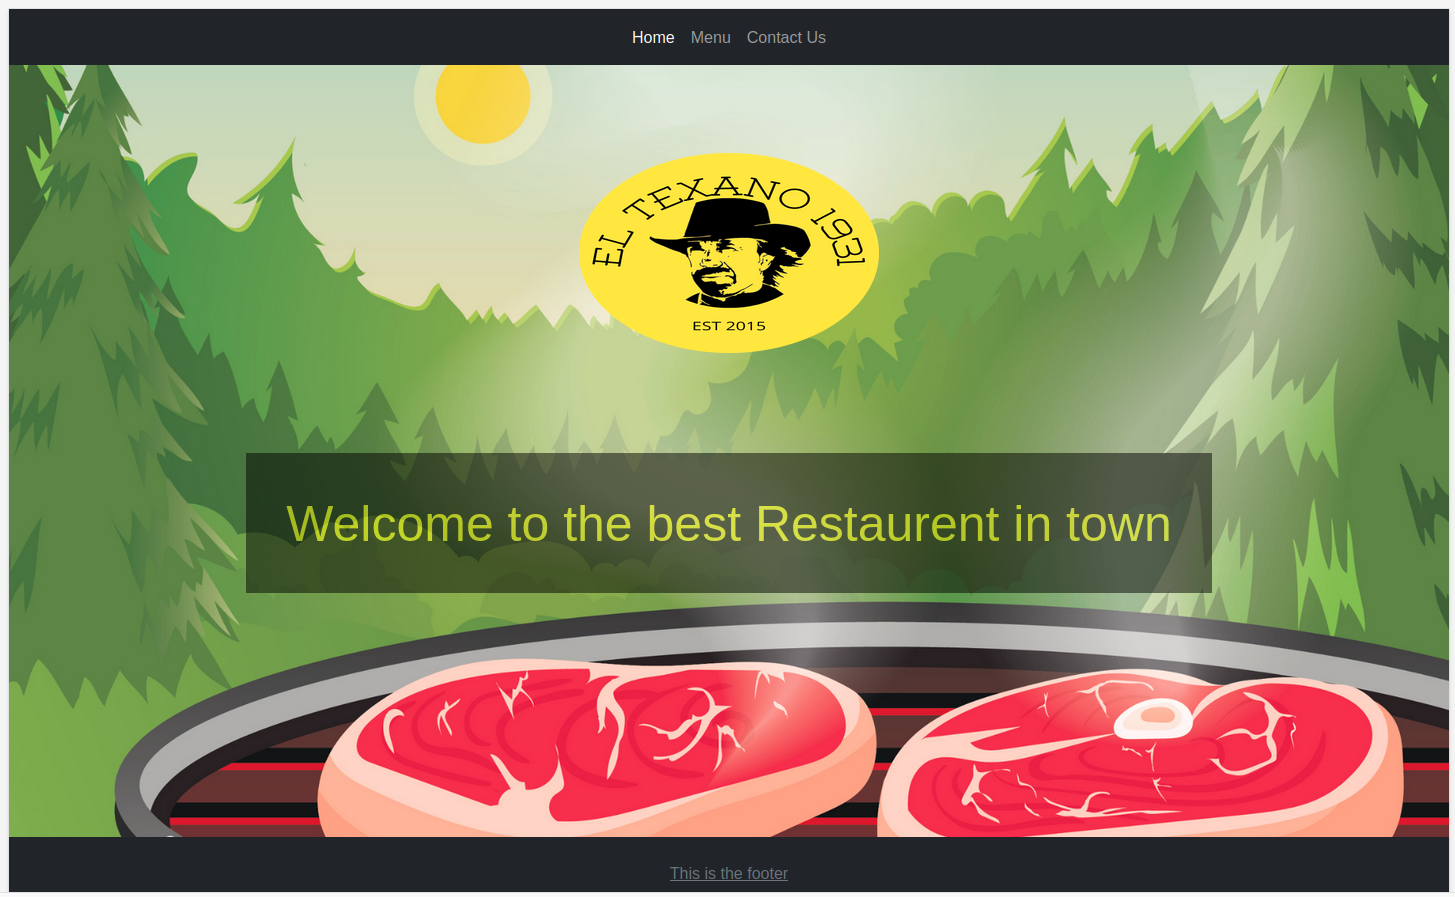 Home Menu Contact Us
EL TEXANO 1931
EST 2015
Welcome to the best Restaurent in town
This is the footer